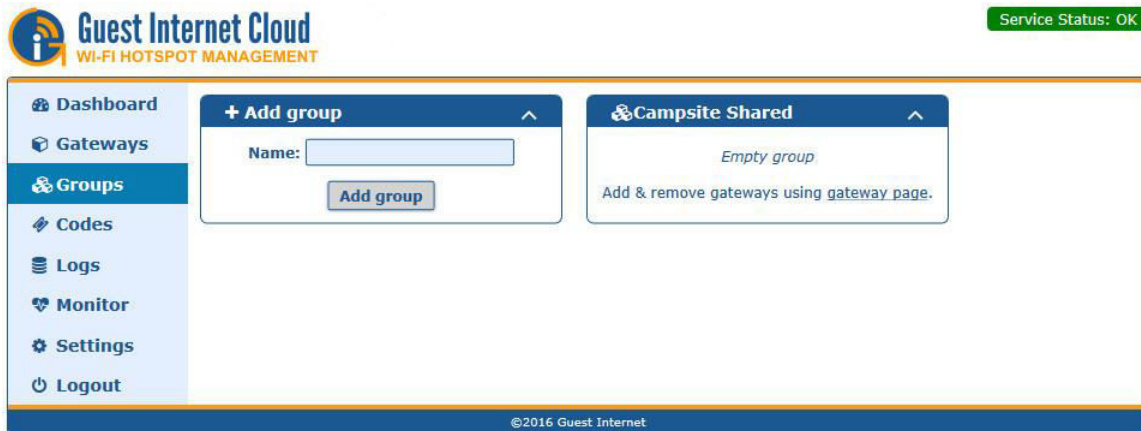 Guest Internet Cloud
WI-FI HOTSPOT MANAGEMENT
Service Status: OK
Dashboard
Gateways
Groups
Codes
Logs
Monitor
Settings
Logout
Add group
Name:
Add group
Campsite Shared
Empty group
Add & remove gateways using gateway page.
©2016 Guest Internet